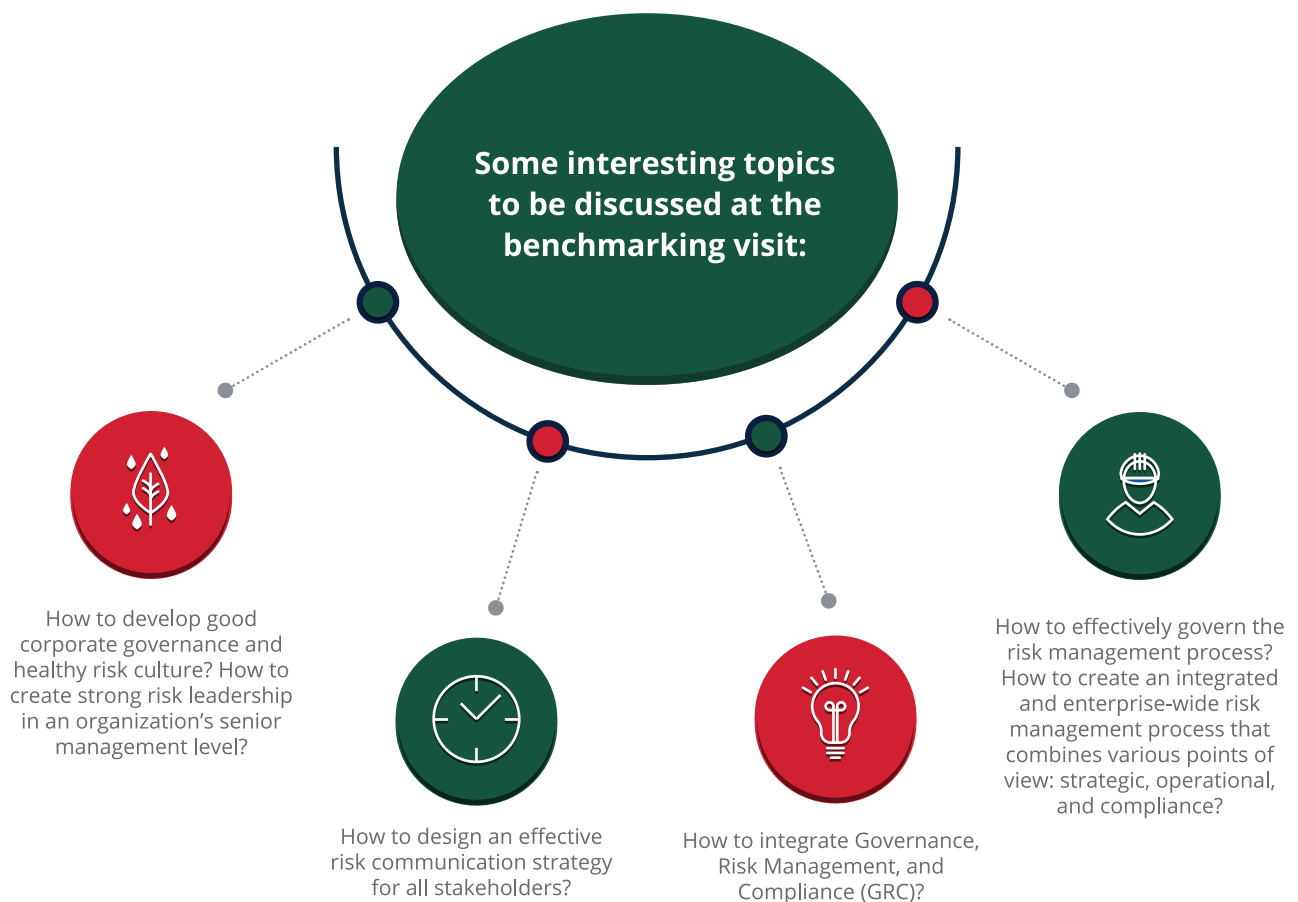 Some interesting topics
to be discussed at the
benchmarking visit:
How to develop good
corporate governance and
healthy risk culture? How to
create strong risk leadership
in an organization’s senior
management level?
How to design an effective
risk communication strategy
for all stakeholders?
How to integrate Governance,
Risk Management, and
Compliance (GRC)?
How to effectively govern the
risk management process?
How to create an integrated
and enterprise-wide risk
management process that
combines various points of
view: strategic, operational,
and compliance?